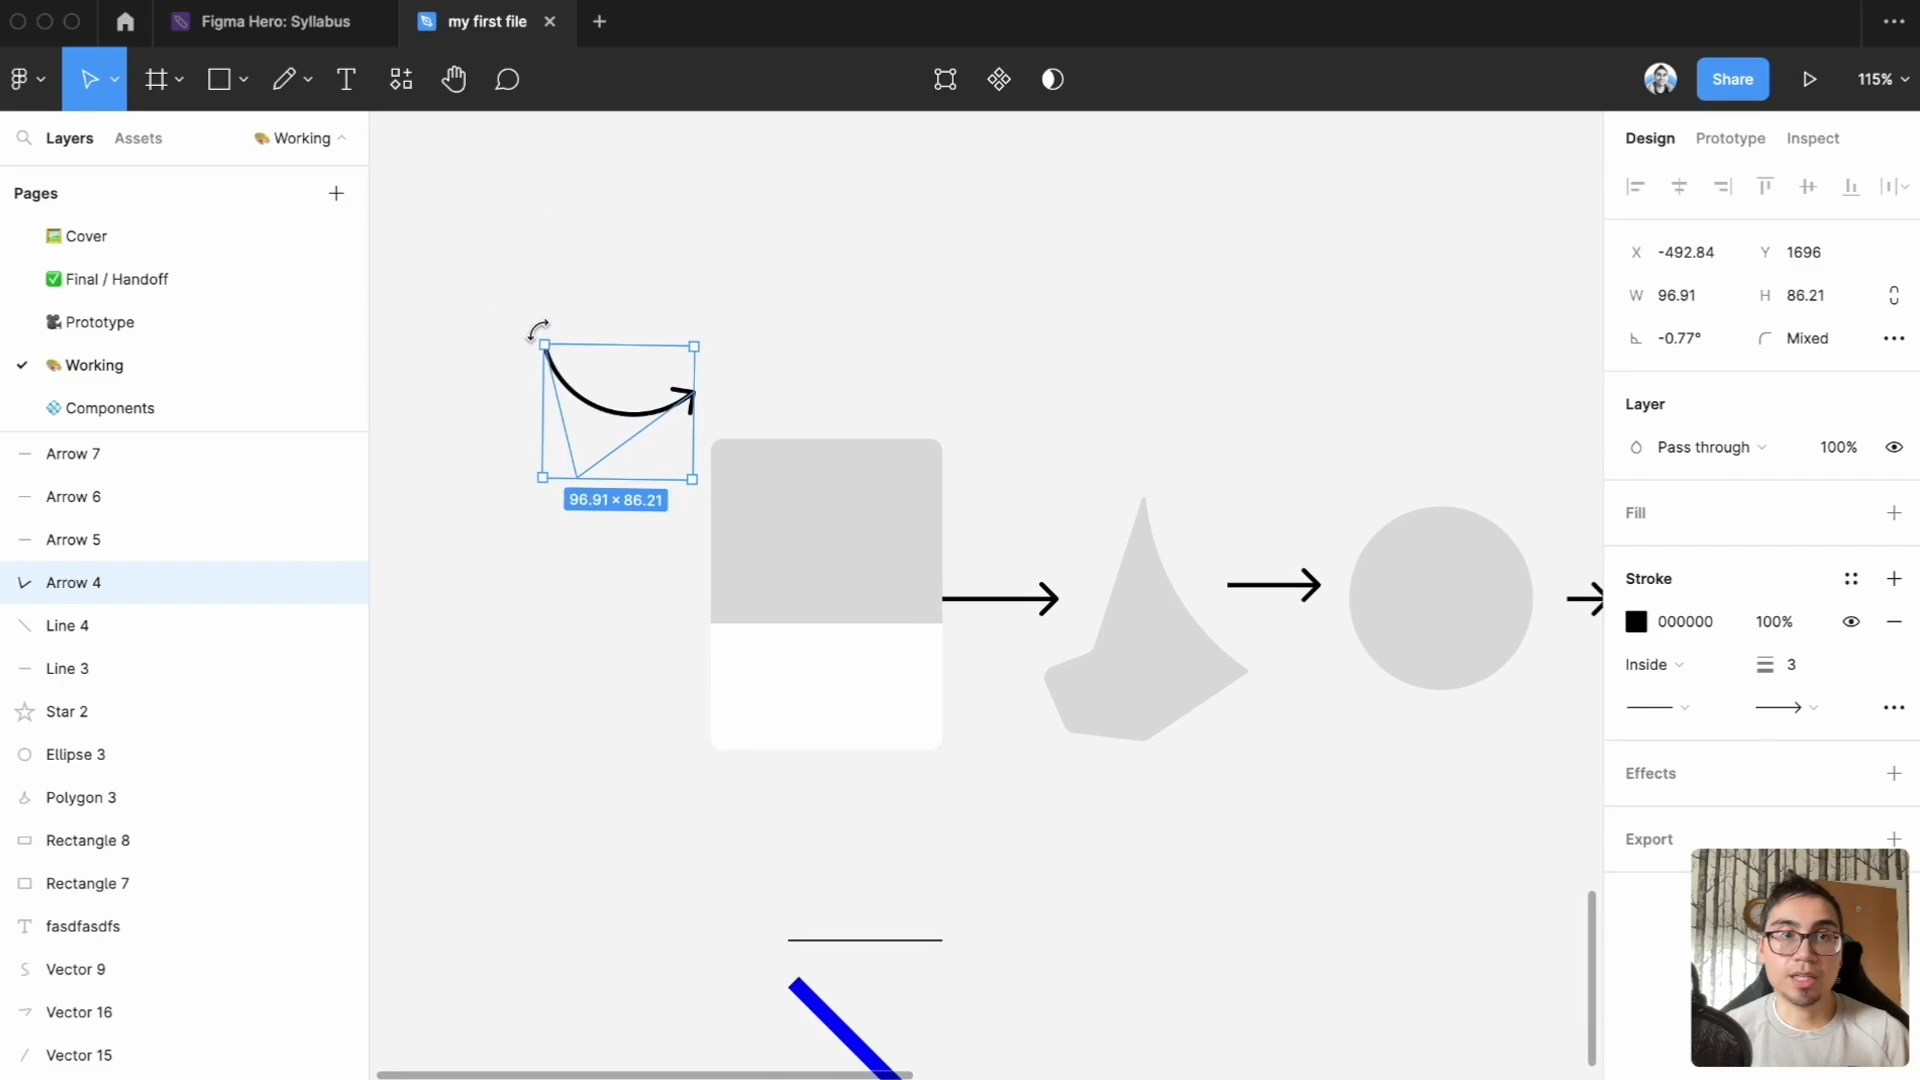 Figma Hero: Syllabus
my first file
Share
115%
Layers
Assets
Working
Pages
Cover
Final / Handoff
Prototype
Working
Components
Arrow 7
Arrow 6
Arrow 5
Arrow 4
Line 4
Line 3
Star 2
Ellipse 3
Polygon 3
Rectangle 8
Rectangle 7
fasdfasdfs
Vector 9
Vector 16
Vector 15
96.91 × 86.21
Design
Prototype
Inspect
X -492.84 Y 1696
W 96.91 H 86.21
-0.77° Mixed
Layer
Pass through 100%
Fill
Stroke
000000 100%
Inside 3
Effects
Export